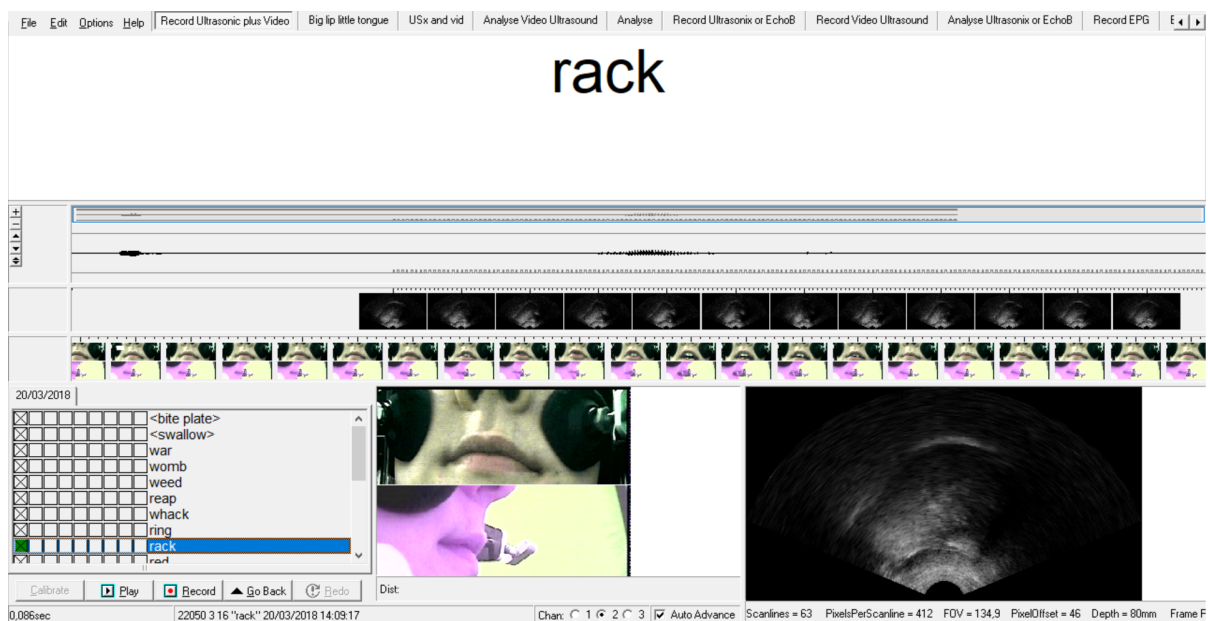 File Edit Options Help Record Ultrasonic plus Video Big lip little tongue USx and vid Analyse Video Ultrasound Analyse Record Ultrasonix or EchoB Record Video Ultrasound Analyse Ultrasonix or EchoB Record EPG
rack
20/03/2018
<bite plate>
<swallow>
war
womb
weed
reap
whack
ring
rack
red
Calibrate Play Record Go Back Redo Dist:
0,086sec 22050 3 16 "rack" 20/03/2018 14:09:17 Chan: 1 2 3 Auto Advance Scanlines = 63 PixelsPerScanline = 412 FOV = 134,9 PixelOffset = 46 Depth = 80mm Frame F